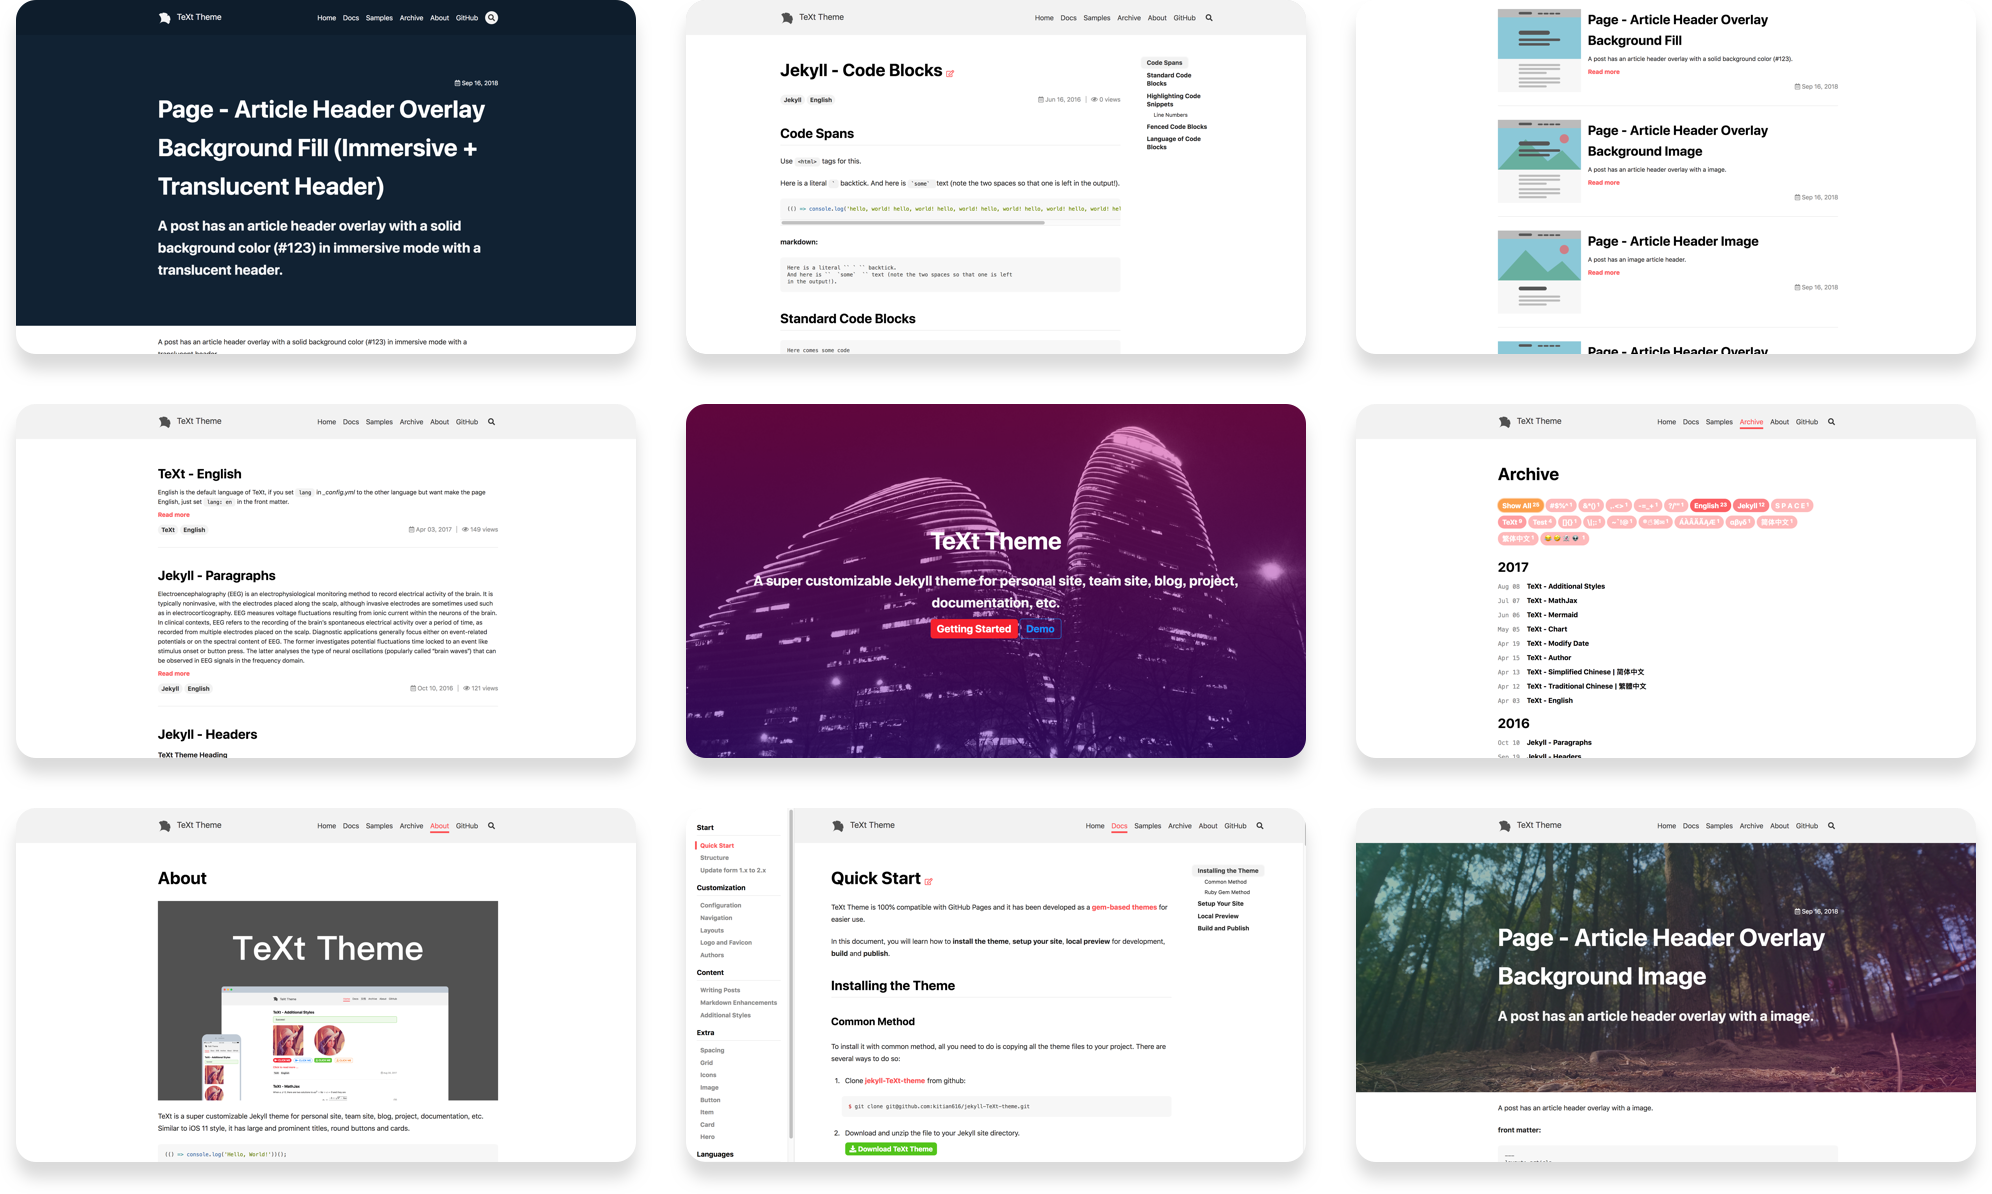 TeXt Theme
Home Docs Samples Archive About GitHub
Sep 16, 2018
Page - Article Header Overlay
Background Fill (Immersive +
Translucent Header)
A post has an article header overlay with a solid
background color (#123) in immersive mode with a
translucent header.
A post has an article header overlay with a solid background color (#123) in immersive mode with a
translucent header.
TeXt Theme
Home Docs Samples Archive About GitHub
Jekyll - Code Blocks
Jekyll English
Jun 16, 2016 | 0 views
Code Spans
Use <html> tags for this.
Here is a literal ` backtick. And here is `some` text (note the two spaces so that one is left in the output!).
(() => console.log('hello, world! hello, world! hello, world! hello, world! hello, world! hello, world! hel
markdown:
Here is a literal `` ` `` backtick.
And here is `` `some` `` text (note the two spaces so that one is left
in the output!).
Standard Code Blocks
Here comes some code
Code Spans
Standard Code
Blocks
Highlighting Code
Snippets
Line Numbers
Fenced Code Blocks
Language of Code
Blocks
Page - Article Header Overlay
Background Fill
A post has an article header overlay with a solid background color (#123).
Read more
Sep 16, 2018
Page - Article Header Overlay
Background Image
A post has an article header overlay with a image.
Read more
Sep 16, 2018
Page - Article Header Image
A post has an image article header.
Read more
Sep 16, 2018
Page - Article Header Overlay
TeXt Theme
Home Docs Samples Archive About GitHub
TeXt - English
English is the default language of TeXt, if you set lang in _config.yml to the other language but want make the page
English, just set lang: en in the front matter.
Read more
TeXt English
Apr 03, 2017 | 149 views
Jekyll - Paragraphs
Electroencephalography (EEG) is an electrophysiological monitoring method to record electrical activity of the brain. It is
typically noninvasive, with the electrodes placed along the scalp, although invasive electrodes are sometimes used such
as in electrocorticography. EEG measures voltage fluctuations resulting from ionic current within the neurons of the brain.
In clinical contexts, EEG refers to the recording of the brain's spontaneous electrical activity over a period of time, as
recorded from multiple electrodes placed on the scalp. Diagnostic applications generally focus either on event-related
potentials or on the spectral content of EEG. The former investigates potential fluctuations time locked to an event like
stimulus onset or button press. The latter analyses the type of neural oscillations (popularly called "brain waves") that can
be observed in EEG signals in the frequency domain.
Read more
Jekyll English
Oct 10, 2016 | 121 views
Jekyll - Headers
TeXt Theme Heading
TeXt Theme
A super customizable Jekyll theme for personal site, team site, blog, project,
documentation, etc.
Getting Started Demo
TeXt Theme
Home Docs Samples Archive About GitHub
Archive
Show All English 23 Jekyll 12 S P A C E 1
TeXt 9 Test 简体中文 1
繁体中文 2
2017
Aug 08 TeXt - Additional Styles
Jul 07 TeXt - MathJax
Jun 06 TeXt - Mermaid
May 05 TeXt - Chart
Apr 19 TeXt - Modify Date
Apr 15 TeXt - Author
Apr 13 TeXt - Simplified Chinese | 简体中文
Apr 12 TeXt - Traditional Chinese | 繁體中文
Apr 03 TeXt - English
2016
Oct 10 Jekyll - Paragraphs
Sep 19 Jekyll - Headers
TeXt Theme
Home Docs Samples Archive About GitHub
About
TeXt Theme
TeXt is a super customizable Jekyll theme for personal site, team site, blog, project, documentation, etc.
Similar to iOS 11 style, it has large and prominent titles, round buttons and cards.
(() => console.log('Hello, World!'))();
Start
Quick Start
Structure
Update form 1.x to 2.x
Customization
Configuration
Navigation
Layouts
Logo and Favicon
Authors
Content
Writing Posts
Markdown Enhancements
Additional Styles
Extra
Spacing
Grid
Icons
Image
Button
Item
Card
Hero
Languages
TeXt Theme
Home Docs Samples Archive About GitHub
Quick Start
TeXt Theme is 100% compatible with GitHub Pages and it has been developed as a gem-based themes for
easier use.
In this document, you will learn how to install the theme, setup your site, local preview for development,
build and publish.
Installing the Theme
Common Method
To install it with common method, all you need to do is copying all the theme files to your project. There are
several ways to do so:
1. Clone jekyll-TeXt-theme from github:
$ git clone git@github.com:kitian616/jekyll-TeXt-theme.git
2. Download and unzip the file to your Jekyll site directory.
Download TeXt Theme
Installing the Theme
Common Method
Ruby Gem Method
Setup Your Site
Local Preview
Build and Publish
TeXt Theme
Home Docs Samples Archive About GitHub
Sep 16, 2018
Page - Article Header Overlay
Background Image
A post has an article header overlay with a image.
A post has an article header overlay with a image.
front matter: